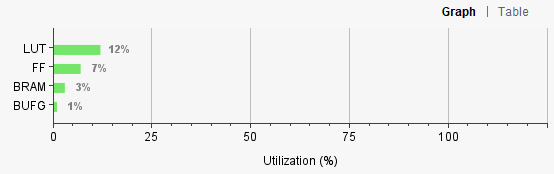 Graph | Table
LUT 12%
FF 7%
BRAM 3%
BUFG 1%
0 25 50 75 100
Utilization (%)